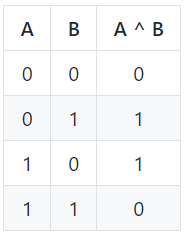 A B A ^ B
0 0 0
0 1 1
1 0 1
1 1 0